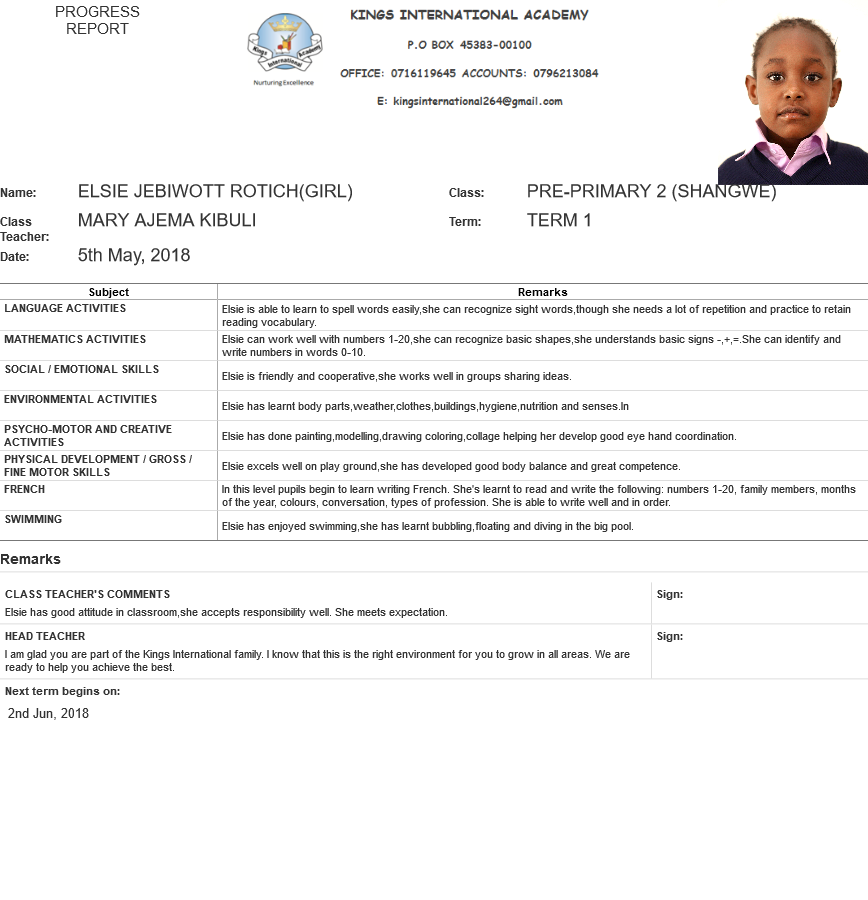 PROGRESS
REPORT
KINGS INTERNATIONAL ACADEMY
P.O BOX 45383-00100
OFFICE: 0716119645 ACCOUNTS: 0796213084
E: kingsinternational264@gmail.com
Kings Academy
International
Nurturing Excellence
Name: ELSIE JEBIWOTT ROTICH(GIRL) Class: PRE-PRIMARY 2 (SHANGWE)
Class Teacher: MARY AJEMA KIBULI Term: TERM 1
Date: 5th May, 2018
Subject Remarks
LANGUAGE ACTIVITIES Elsie is able to learn to spell words easily,she can recognize sight words,though she needs a lot of repetition and practice to retain
reading vocabulary.
MATHEMATICS ACTIVITIES Elsie can work well with numbers 1-20,she can recognize basic shapes,she understands basic signs -,+,=.She can identify and
write numbers in words 0-10.
SOCIAL / EMOTIONAL SKILLS Elsie is friendly and cooperative,she works well in groups sharing ideas.
ENVIRONMENTAL ACTIVITIES Elsie has learnt body parts,weather,clothes,buildings,hygiene,nutrition and senses.In
PSYCHO-MOTOR AND CREATIVE
ACTIVITIES Elsie has done painting,modelling,drawing coloring,collage helping her develop good eye hand coordination.
PHYSICAL DEVELOPMENT / GROSS /
FINE MOTOR SKILLS Elsie excels well on play ground,she has developed good body balance and great competence.
FRENCH In this level pupils begin to learn writing French. She's learnt to read and write the following: numbers 1-20, family members, months
of the year, colours, conversation, types of profession. She is able to write well and in order.
SWIMMING Elsie has enjoyed swimming,she has learnt bubbling,floating and diving in the big pool.
Remarks
CLASS TEACHER'S COMMENTS Sign:
Elsie has good attitude in classroom,she accepts responsibility well. She meets expectation.
HEAD TEACHER Sign:
I am glad you are part of the Kings International family. I know that this is the right environment for you to grow in all areas. We are
ready to help you achieve the best.
Next term begins on:
2nd Jun, 2018